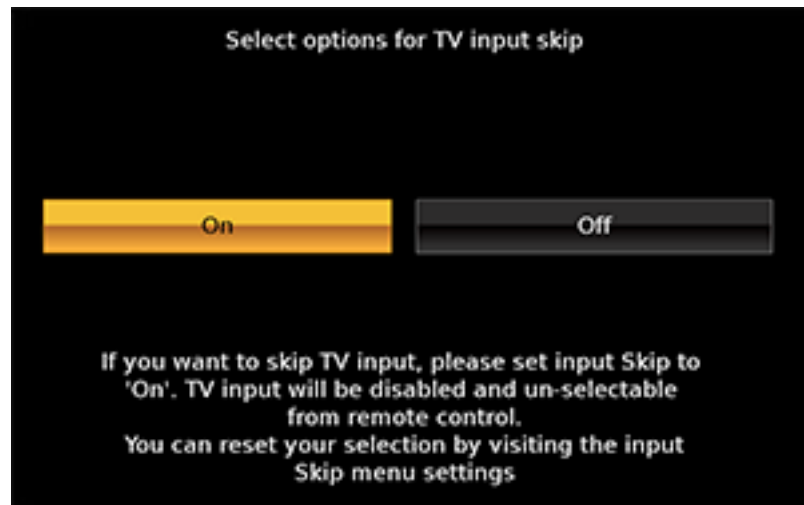 Select options for TV input skip
On
Off
If you want to skip TV input, please set input Skip to
'On'. TV input will be disabled and un-selectable
from remote control.
You can reset your selection by visiting the input
Skip menu settings